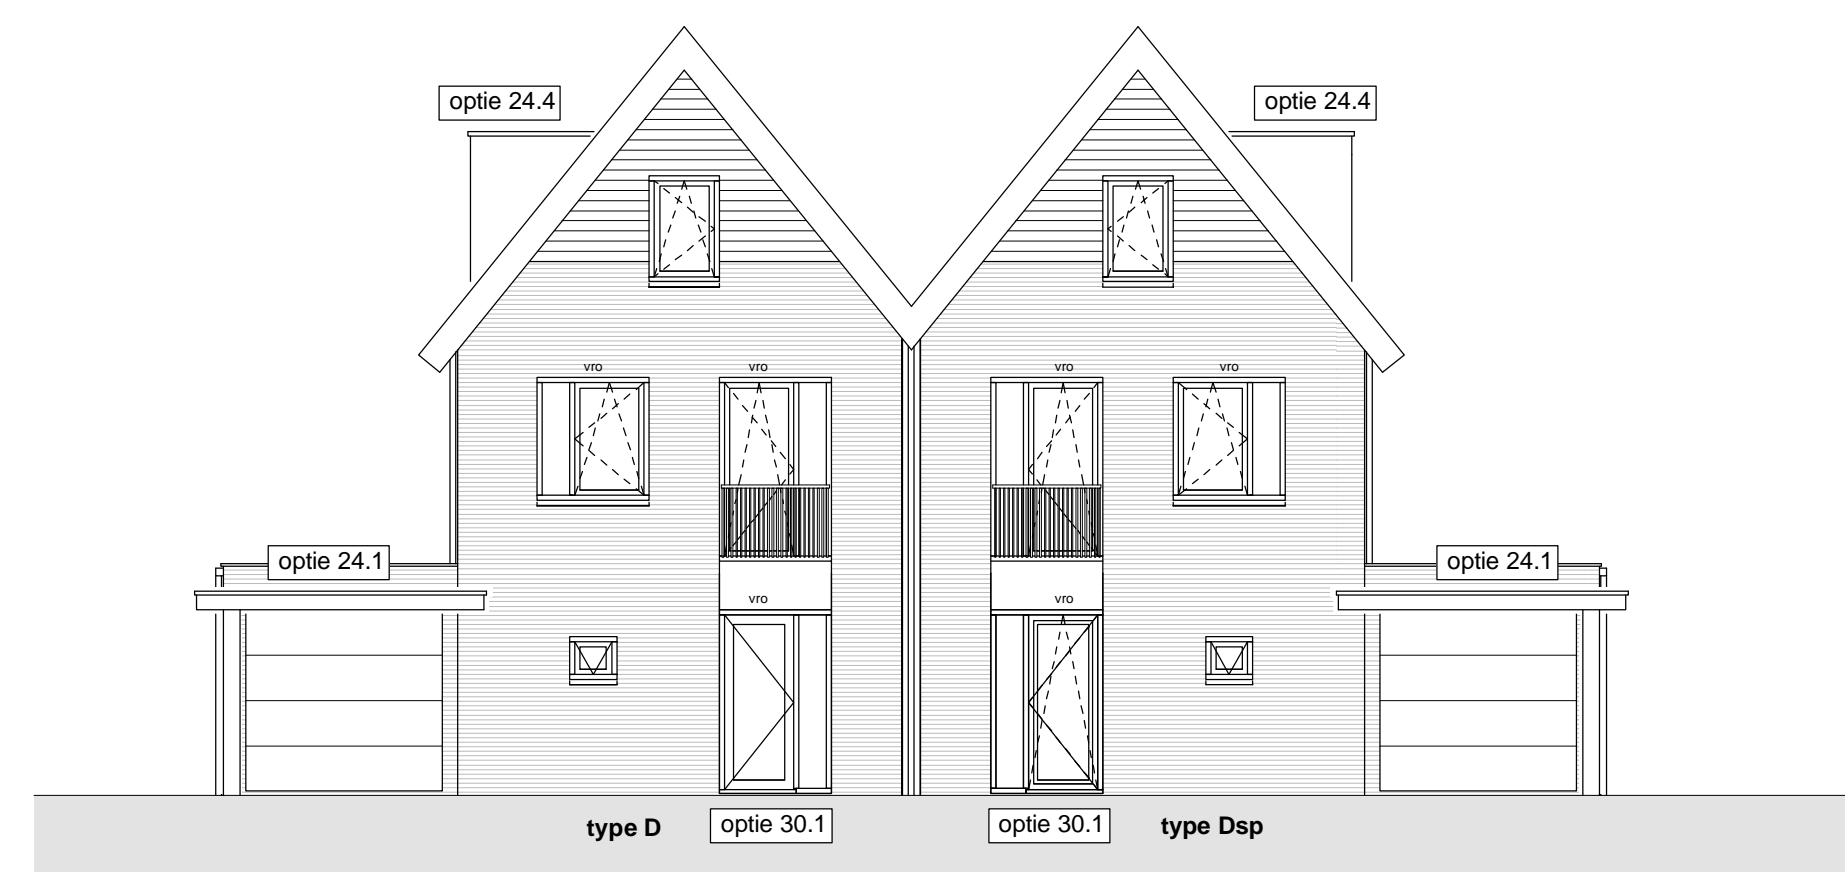 optie 24.4
optie 24.4
vro
vro
vro
vro
optie 24.1
optie 24.1
vro
vro
type D
optie 30.1
optie 30.1
type Dsp